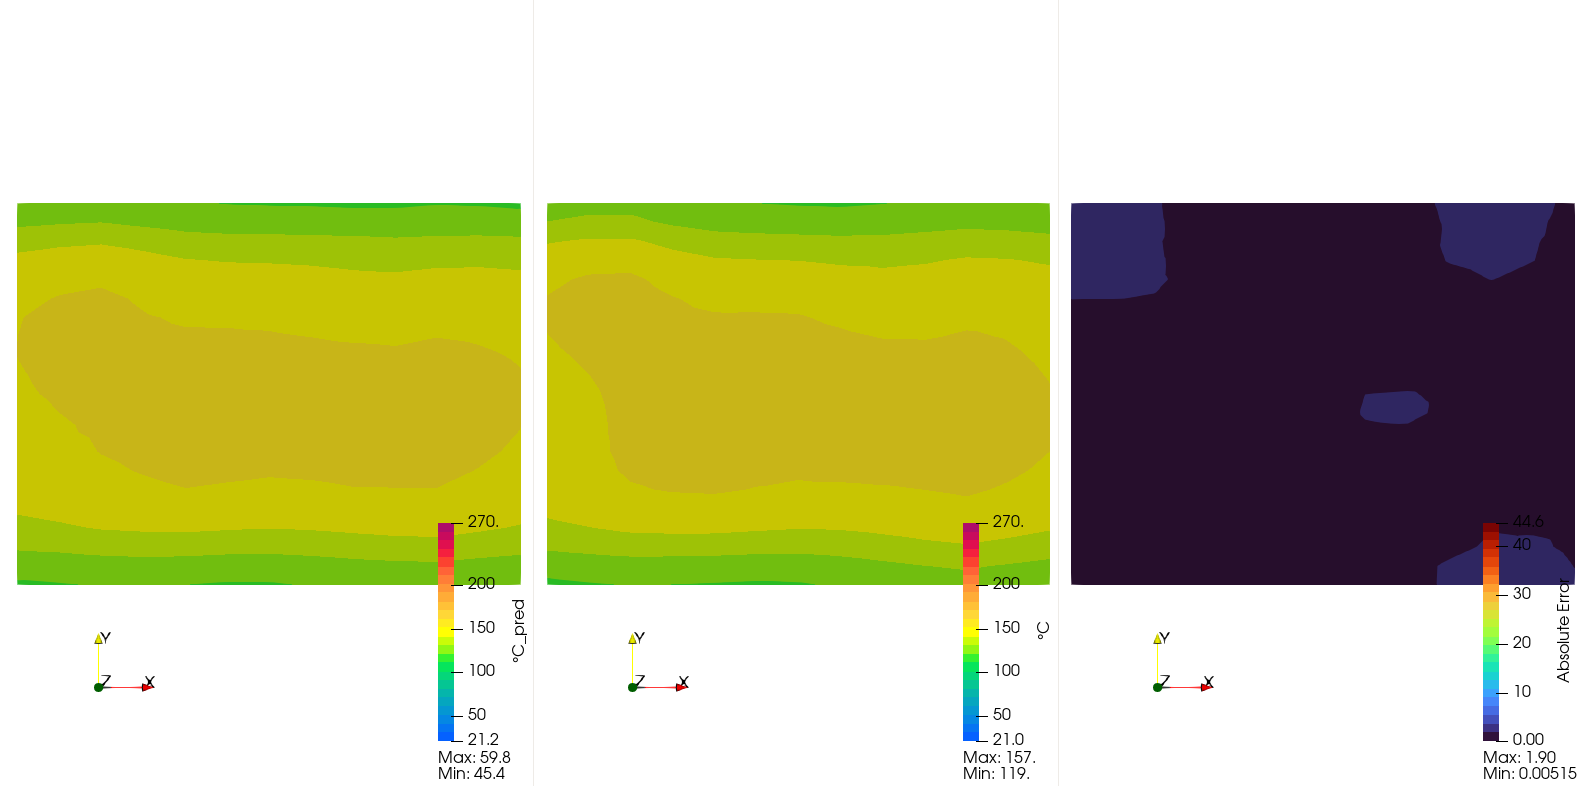 270.
200
150
100
50
21.2
°C_pred
Max: 59.8
Min: 45.4
Y
Z
X
270.
200
150
100
50
21.0
°C
Max: 157.
Min: 119.
Y
Z
X
44.6
40
30
20
10
0.00
Absolute Error
Max: 1.90
Min: 0.00515
Y
Z
X